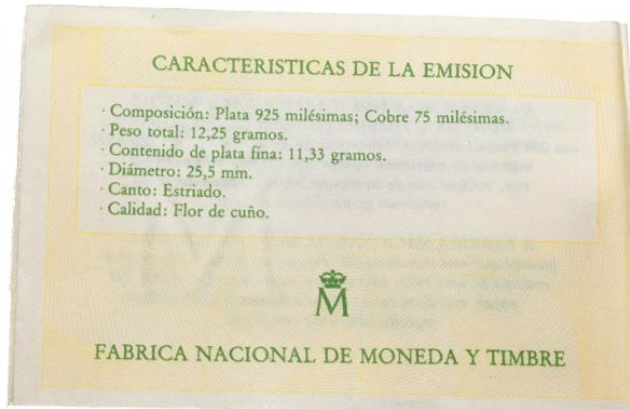 CARACTERISTICAS DE LA EMISION
· Composición: Plata 925 milésimas; Cobre 75 milésimas.
· Peso total: 12,25 gramos.
· Contenido de plata fina: 11,33 gramos.
· Diámetro: 25,5 mm.
· Canto: Estriado.
· Calidad: Flor de cuño.
M
FABRICA NACIONAL DE MONEDA Y TIMBRE